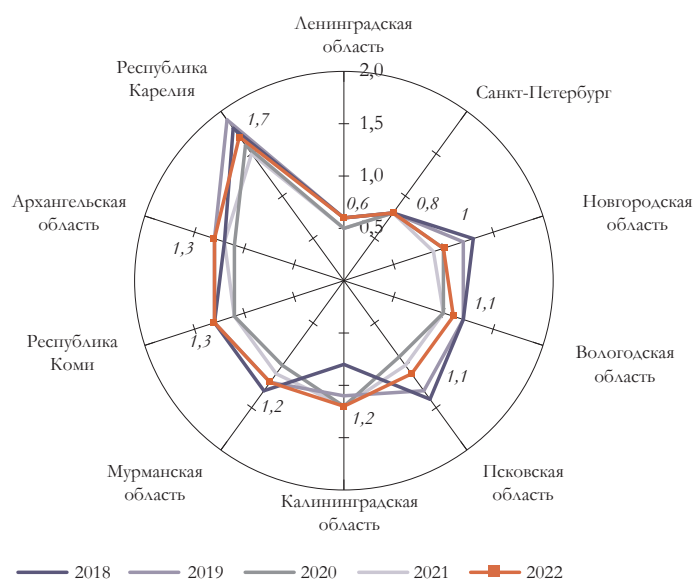 Ленинградская
область
Республика
Карелия
2,0
Санкт-Петербург
1,7
1,5
1,0
0,6
0,8
0,5
Архангельская
область
1,3
1
Новгородская
область
Республика
Коми
1,3
1,1
Вологодская
область
1,2
1,2
1,1
Мурманская
область
Калининградская
область
Псковская
область
2018
2019
2020
2021
2022